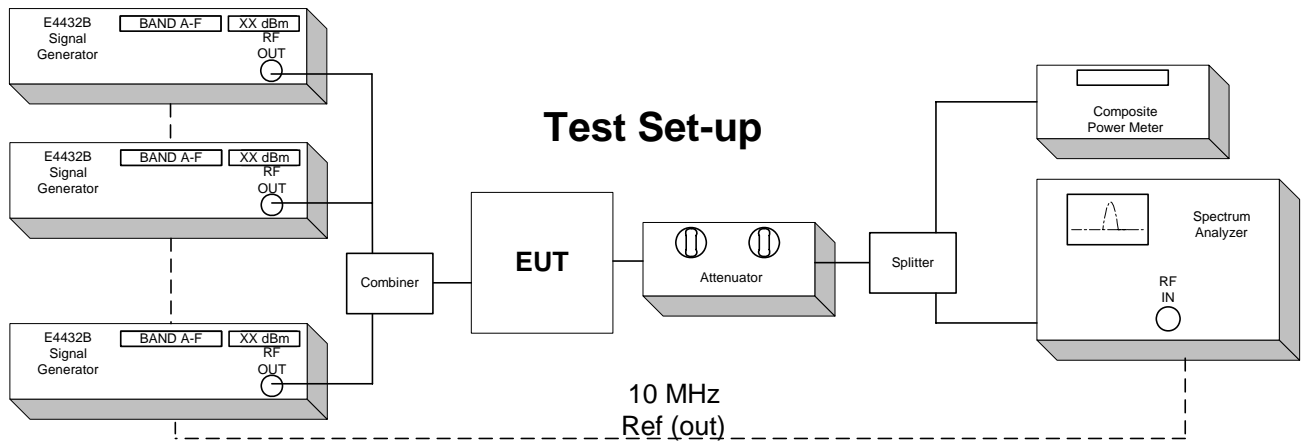 E4432B
Signal
Generator
BAND A-F
XX dBm
RF
OUT
E4432B
Signal
Generator
BAND A-F
XX dBm
RF
OUT
E4432B
Signal
Generator
BAND A-F
XX dBm
RF
OUT
Test Set-up
Combiner
EUT
Attenuator
Splitter
Composite
Power Meter
Spectrum
Analyzer
RF
IN
10 MHz
Ref (out)